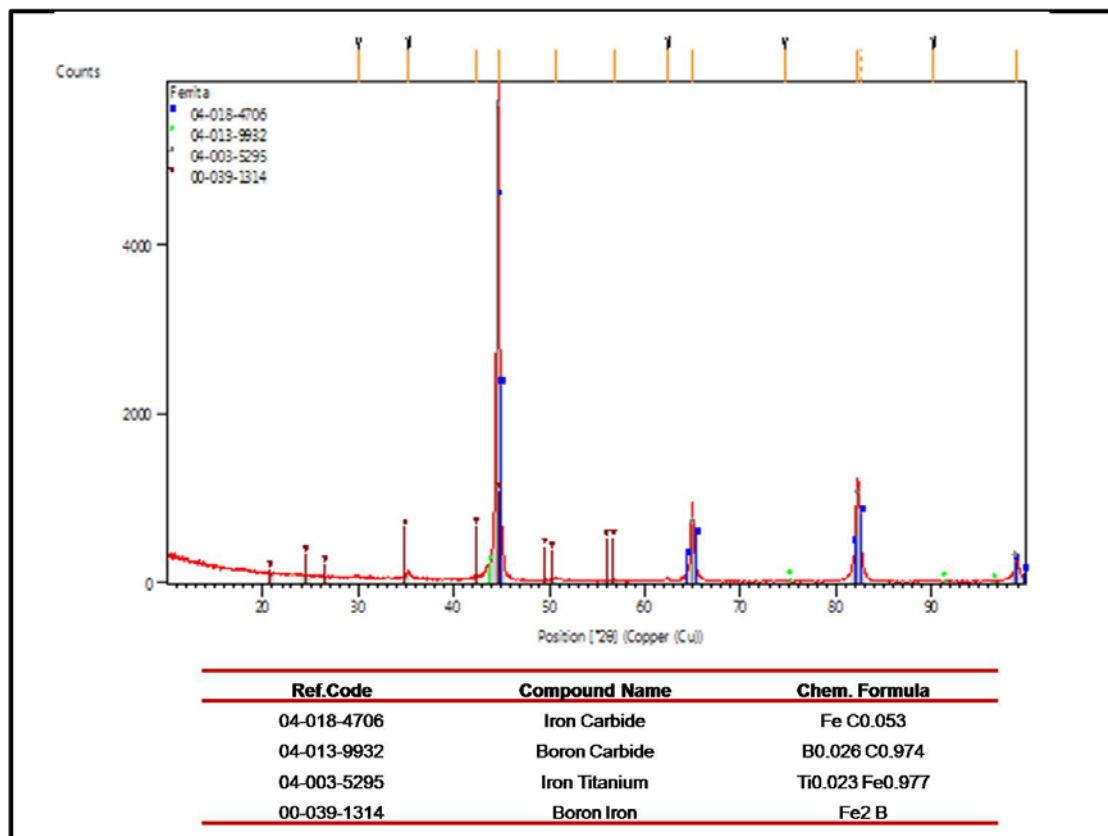 Counts
Ferrita
04-018-4706
04-013-9932
04-003-5295
00-039-1314
4000
2000
0
20 30 40 50 60 70 80 90
Position [°2θ] (Copper (Cu))
Ref.Code Compound Name Chem. Formula
04-018-4706 Iron Carbide Fe C0.053
04-013-9932 Boron Carbide B0.026 C0.974
04-003-5295 Iron Titanium Ti0.023 Fe0.977
00-039-1314 Boron Iron Fe2 B